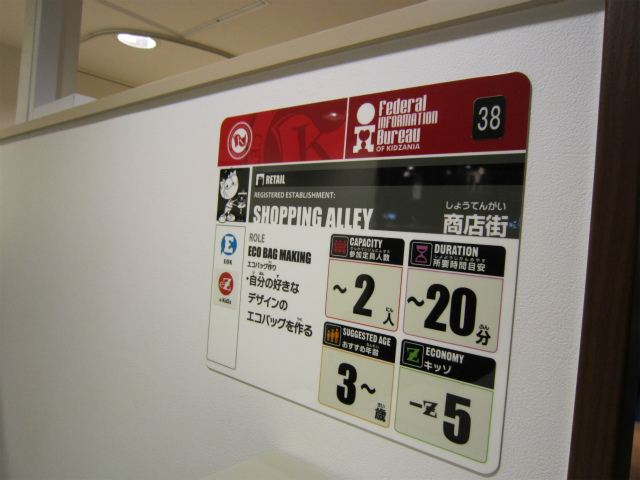 Federal
INFORMATION
Bureau
OF KIDZANIA
38
RETAIL
REGISTERED ESTABLISHMENT:
SHOPPING ALLEY
しょうてんがい
商店街
ROLE
ECO BAG MAKING
エコバッグ作り
・自分の好きな
デザインの
エコバッグを作る
CAPACITY
参加定員人数
~2人
DURATION
所要時間目安
~20分
SUGGESTED AGE
おすすめ年齢
3~歳
ECONOMY
キッゾ
-Z5